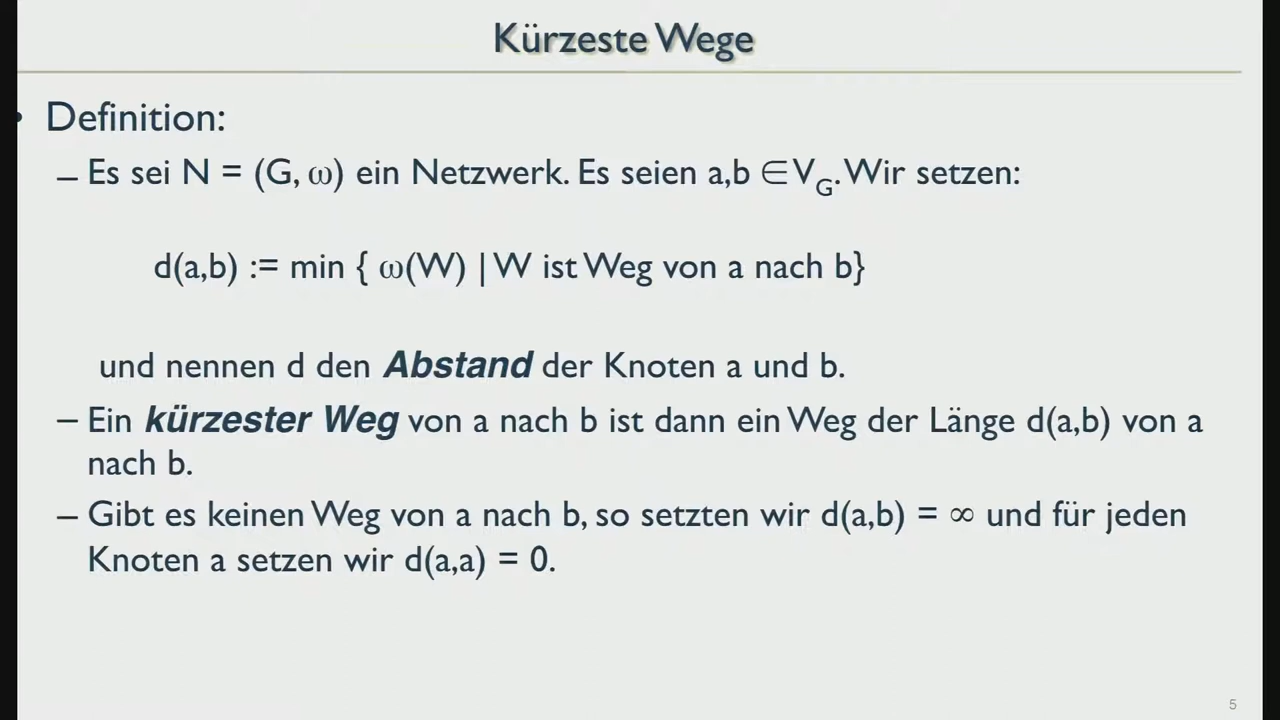 Kürzeste Wege
• Definition:
– Es sei N = (G, ω) ein Netzwerk. Es seien a,b ∈ V_G. Wir setzen:
d(a,b) := min { ω(W) | W ist Weg von a nach b}
und nennen d den Abstand der Knoten a und b.
– Ein kürzester Weg von a nach b ist dann ein Weg der Länge d(a,b) von a
nach b.
– Gibt es keinen Weg von a nach b, so setzten wir d(a,b) = ∞ und für jeden
Knoten a setzen wir d(a,a) = 0.
5